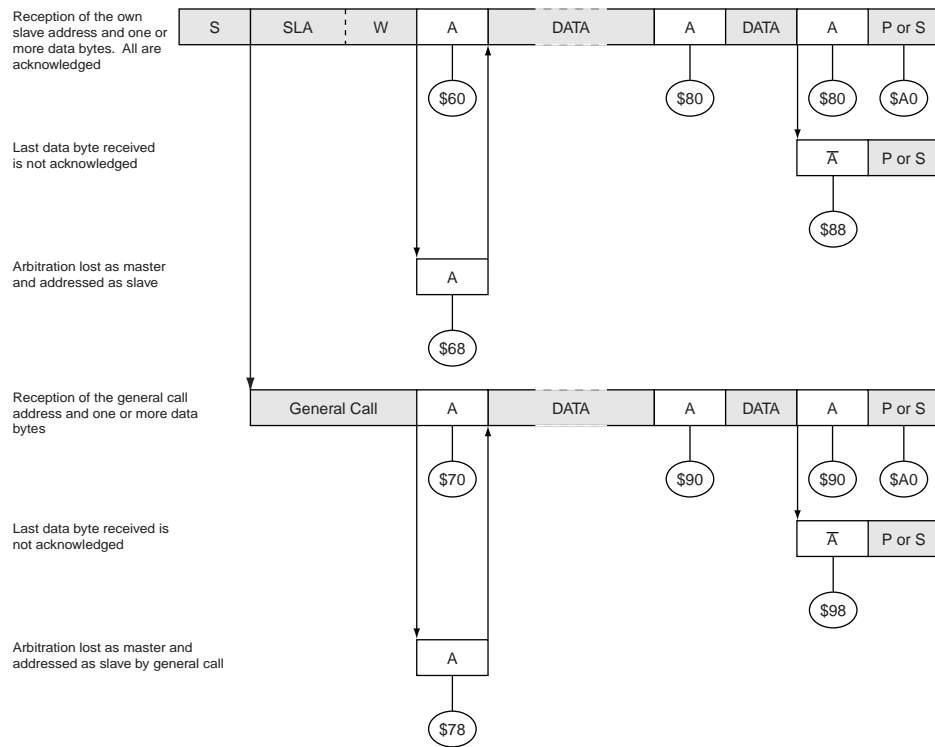 Reception of the own
slave address and one or
more data bytes. All are
acknowledged
S SLA W A DATA A DATA A P or S
$60 $80 $80 $A0
Last data byte received
is not acknowledged
A̅ P or S
$88
Arbitration lost as master
and addressed as slave
A
$68
Reception of the general call
address and one or more data
bytes
General Call A DATA A DATA A P or S
$70 $90 $90 $A0
Last data byte received is
not acknowledged
A̅ P or S
$98
Arbitration lost as master and
addressed as slave by general call
A
$78